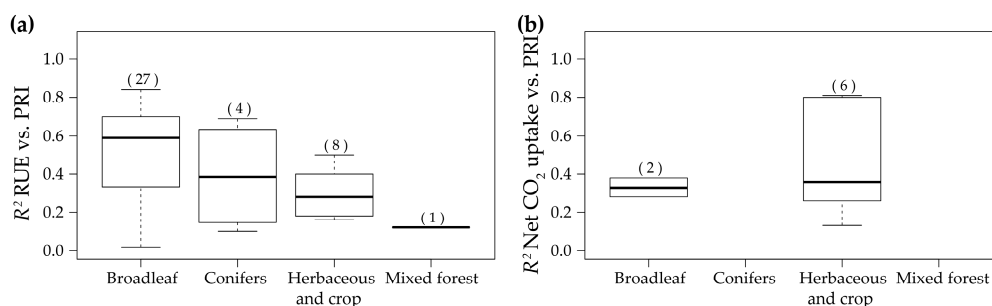 (a)
R² RUE vs. PRI
1.0
0.8
0.6
0.4
0.2
0.0
(27)
(4)
(8)
(1)
Broadleaf
Conifers
Herbaceous
and crop
Mixed forest
(b)
R² Net CO₂ uptake vs. PRI
1.0
0.8
0.6
0.4
0.2
0.0
(2)
(6)
Broadleaf
Conifers
Herbaceous
and crop
Mixed forest